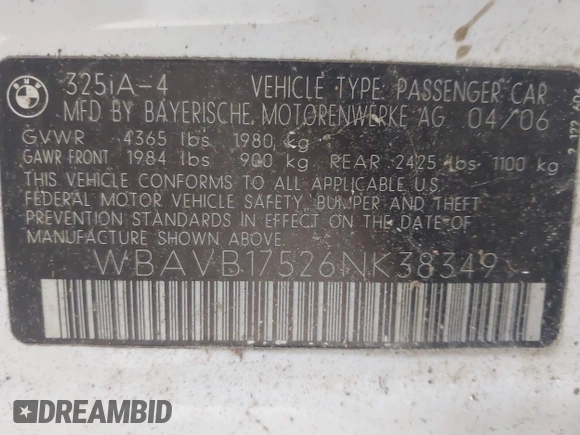 BMW
325iA-4 VEHICLE TYPE: PASSENGER CAR
MFD BY BAYERISCHE MOTORENWERKE AG 04/06
GVWR 4365 lbs 1980 kg
GAWR FRONT 1984 lbs 900 kg REAR 2425 lbs 1100 kg
THIS VEHICLE CONFORMS TO ALL APPLICABLE U.S.
FEDERAL MOTOR VEHICLE SAFETY, BUMPER AND THEFT
PREVENTION STANDARDS IN EFFECT ON THE DATE OF
MANUFACTURE SHOWN ABOVE.
WBAVB17526NK38349
DREAMBID